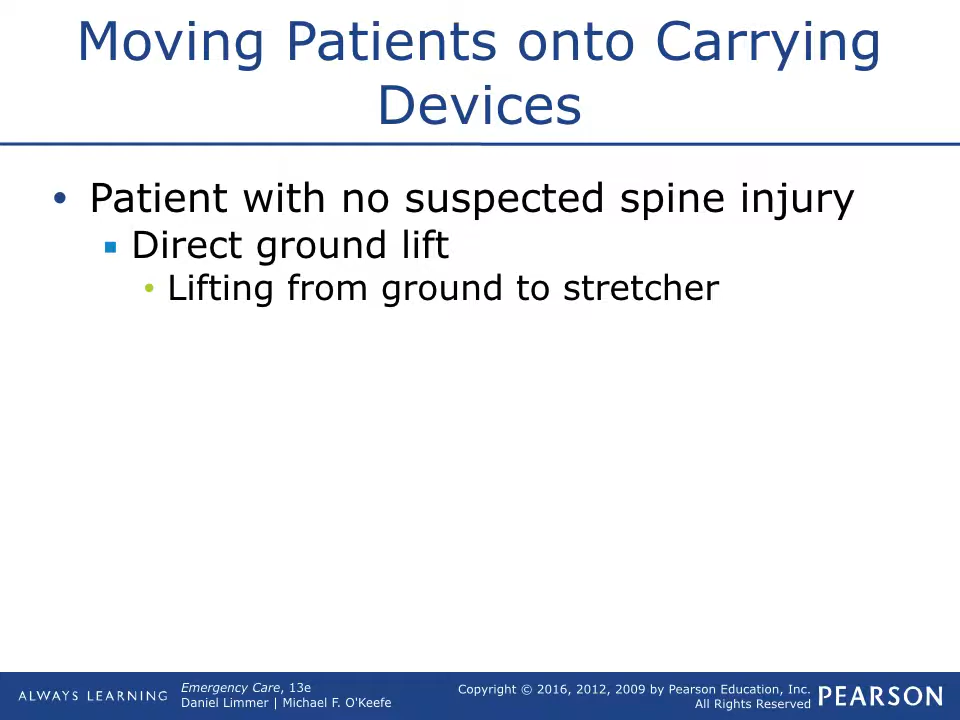 Moving Patients onto Carrying
Devices
• Patient with no suspected spine injury
▪ Direct ground lift
• Lifting from ground to stretcher
ALWAYS LEARNING
Emergency Care, 13e
Daniel Limmer | Michael F. O'Keefe
Copyright © 2016, 2012, 2009 by Pearson Education, Inc.
All Rights Reserved
PEARSON